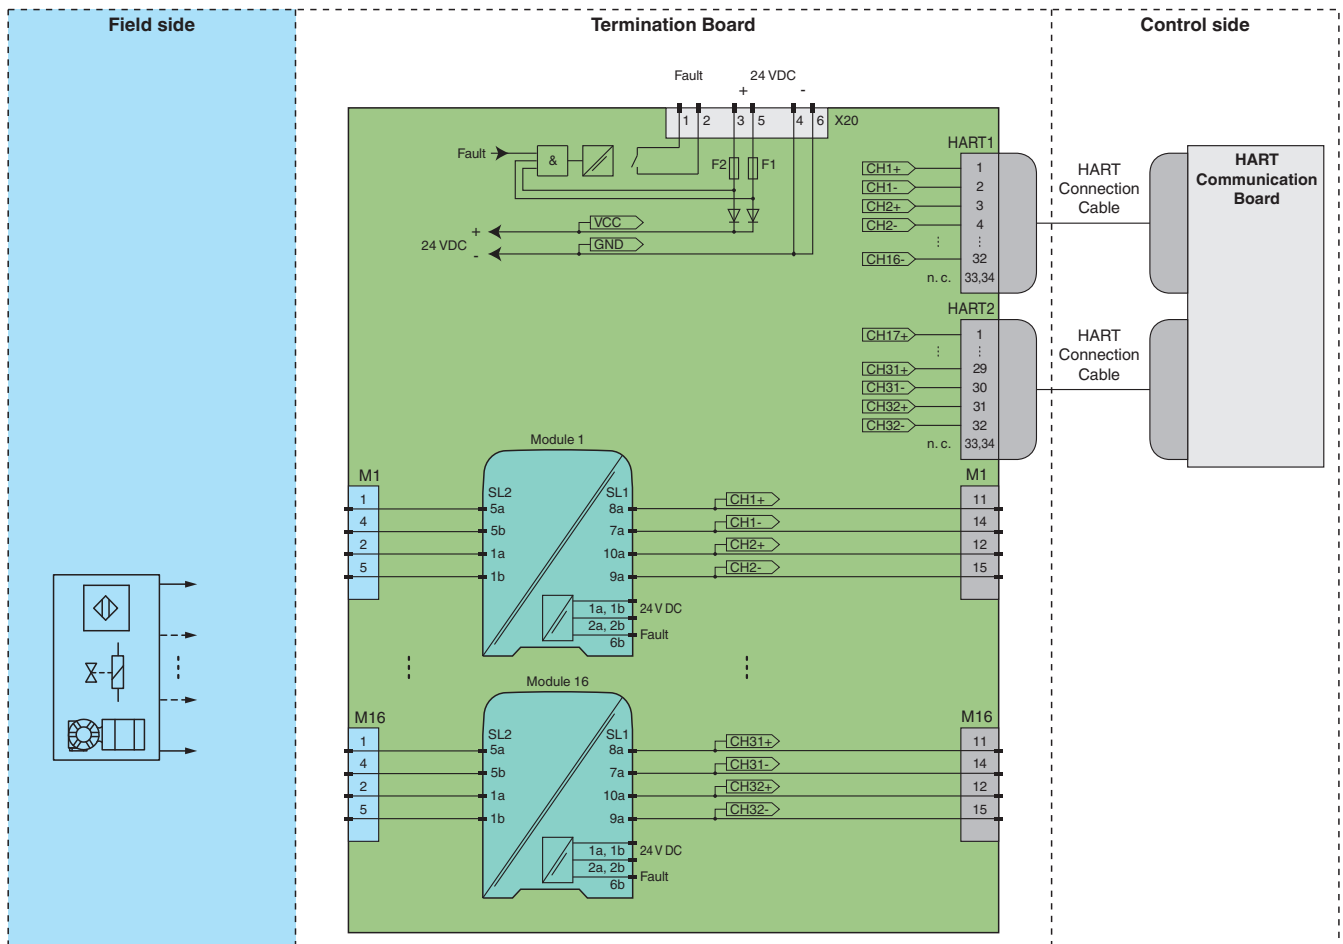 Field side
Termination Board
Control side
Fault
24 VDC
+
-
1 2 3 5 4 6 X20
Fault
&
F2 F1
VCC
GND
+
24 VDC
-
HART1
CH1+ 1
CH1- 2
CH2+ 3
CH2- 4
CH16- 32
n. c. 33,34
HART
Connection
Cable
HART
Communication
Board
HART2
CH17+ 1
CH31+ 29
CH31- 30
CH32+ 31
CH32- 32
n. c. 33,34
HART
Connection
Cable
Module 1
M1
1
4
2
5
SL2
5a
5b
1a
1b
SL1
8a
7a
10a
9a
1a, 1b
2a, 2b
6b
24 V DC
Fault
CH1+
CH1-
CH2+
CH2-
M1
11
14
12
15
Module 16
M16
1
4
2
5
SL2
5a
5b
1a
1b
SL1
8a
7a
10a
9a
1a, 1b
2a, 2b
6b
24 V DC
Fault
CH31+
CH31-
CH32+
CH32-
M16
11
14
12
15